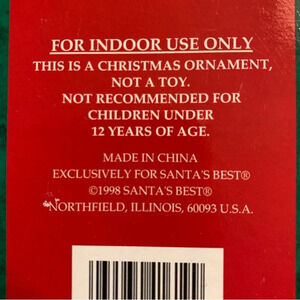 FOR INDOOR USE ONLY
THIS IS A CHRISTMAS ORNAMENT,
NOT A TOY.
NOT RECOMMENDED FOR
CHILDREN UNDER
12 YEARS OF AGE.
MADE IN CHINA
EXCLUSIVELY FOR SANTA'S BEST®
©1998 SANTA'S BEST®
NORTHFIELD, ILLINOIS, 60093 U.S.A.